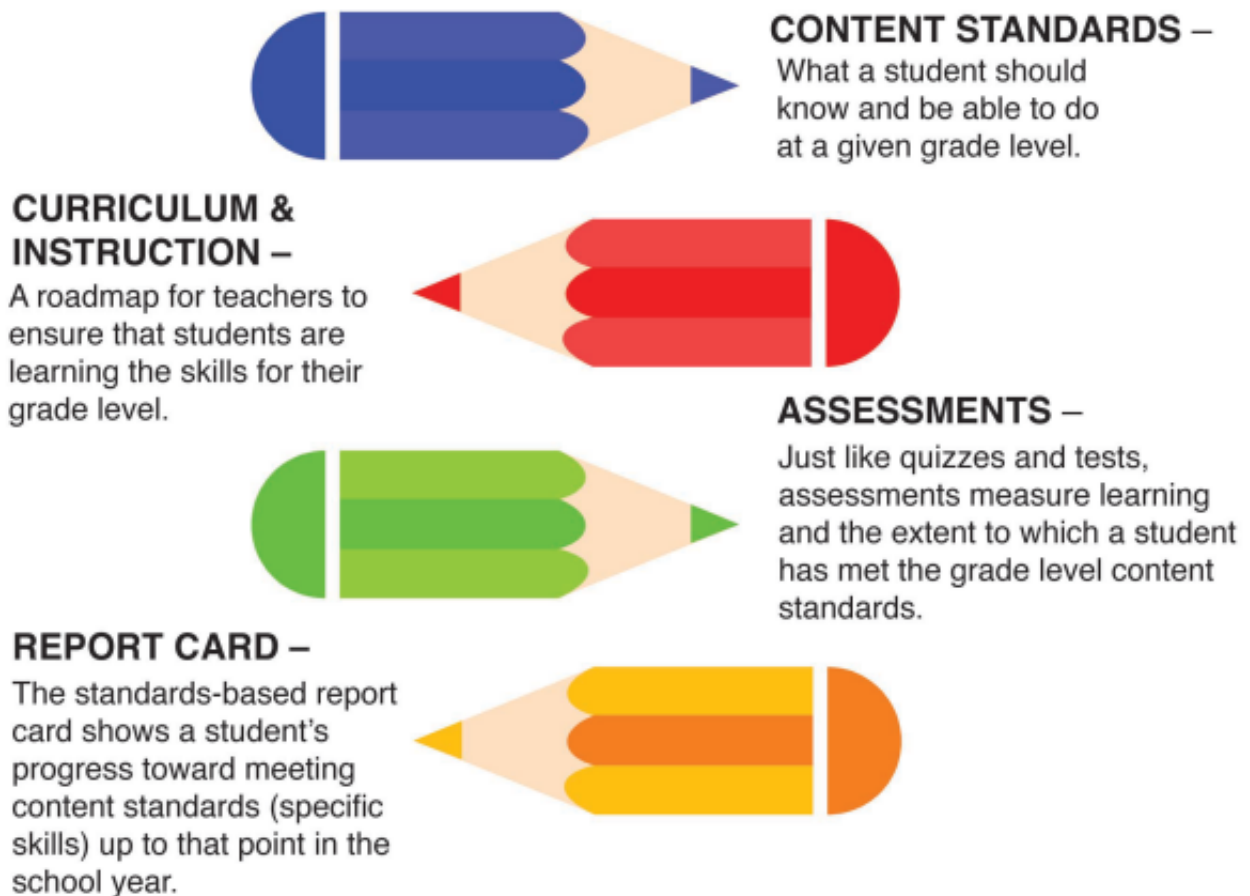 CONTENT STANDARDS –
What a student should
know and be able to do
at a given grade level.
CURRICULUM &
INSTRUCTION –
A roadmap for teachers to
ensure that students are
learning the skills for their
grade level.
ASSESSMENTS –
Just like quizzes and tests,
assessments measure learning
and the extent to which a student
has met the grade level content
standards.
REPORT CARD –
The standards-based report
card shows a student’s
progress toward meeting
content standards (specific
skills) up to that point in the
school year.